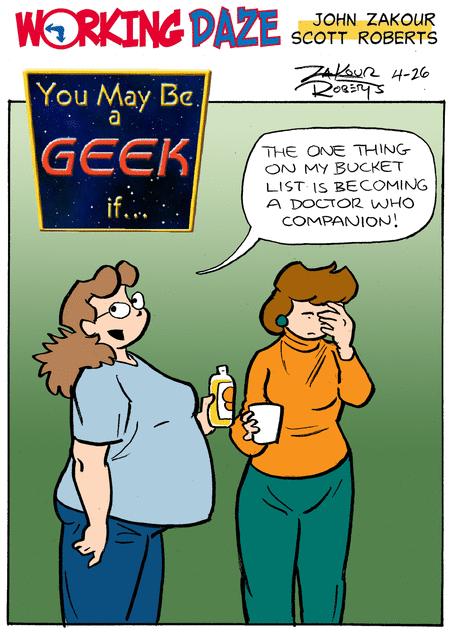 WORKING DAZE
JOHN ZAKOUR
SCOTT ROBERTS
ZAKOUR
ROBERTS
4-26
You May Be
a
GEEK
if...
THE ONE THING
ON MY BUCKET
LIST IS BECOMING
A DOCTOR WHO
COMPANION!